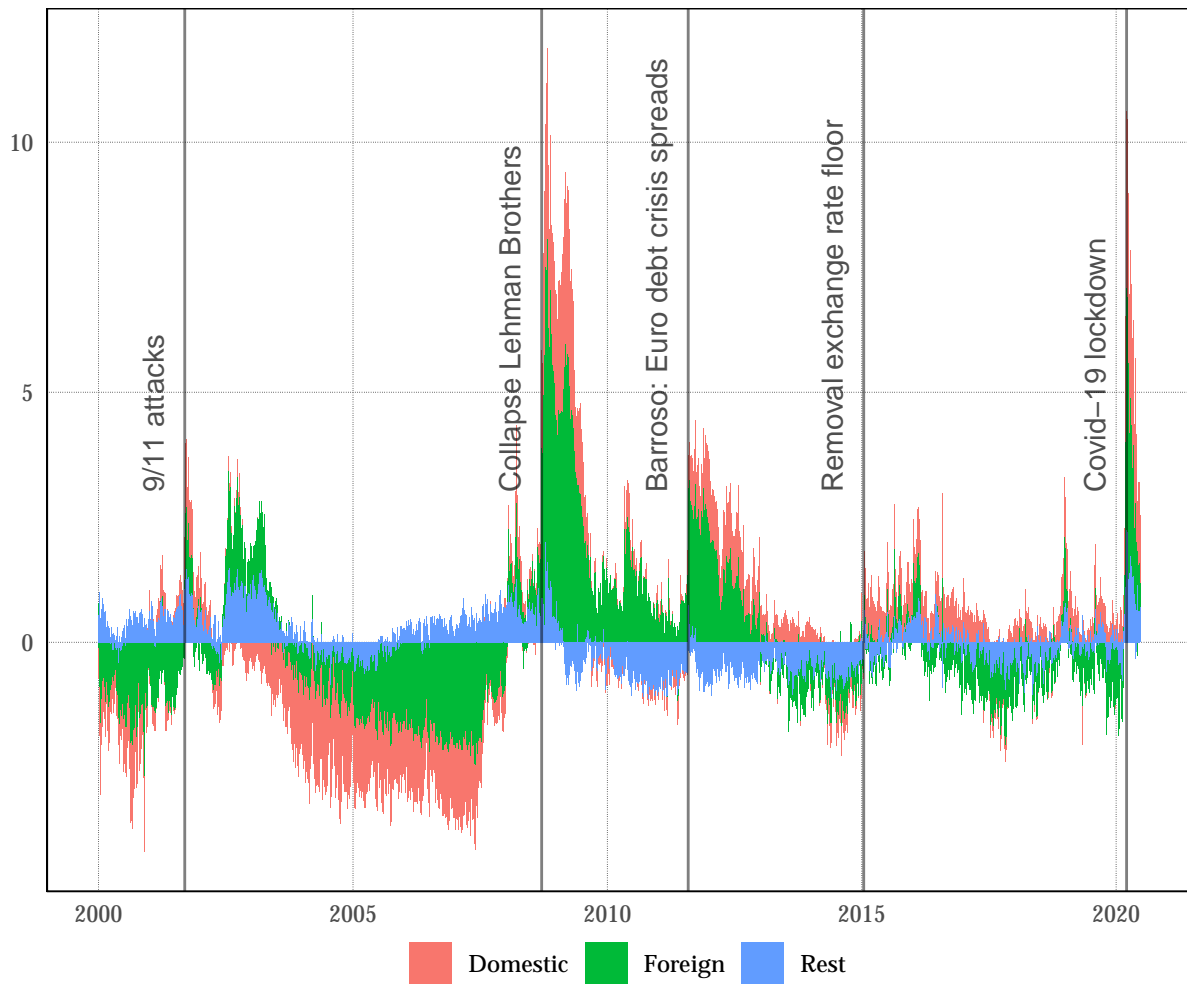 10
5
0
9/11 attacks
Collapse Lehman Brothers
Barroso: Euro debt crisis spreads
Removal exchange rate floor
Covid−19 lockdown
2000
2005
2010
2015
2020
Domestic
Foreign
Rest